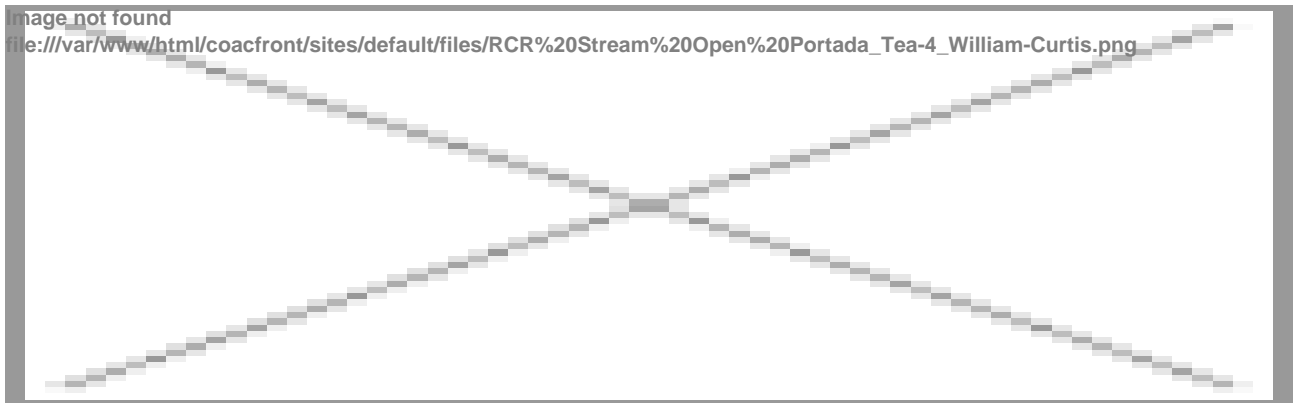 Image not found
file:///var/www/html/coacfront/sites/default/files/RCR%20Stream%20Open%20Portada_Tea-4_William-Curtis.png